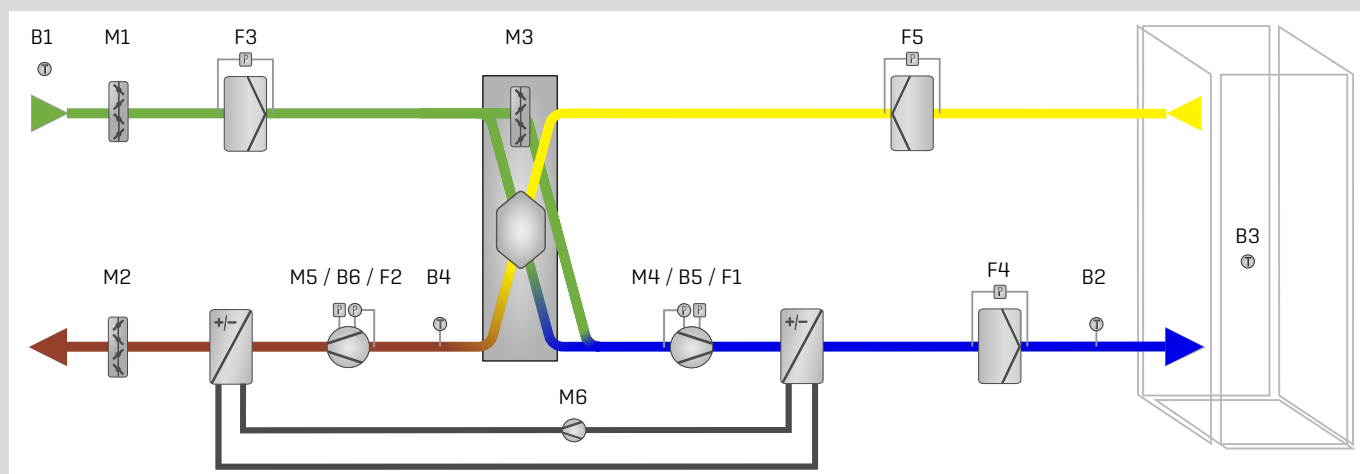 B1 M1 F3 M3 F5
T P P
B3
T
M2 M5 / B6 / F2 B4 M4 / B5 / F1 F4 B2
P P T P P P T
+/− +/−
M6